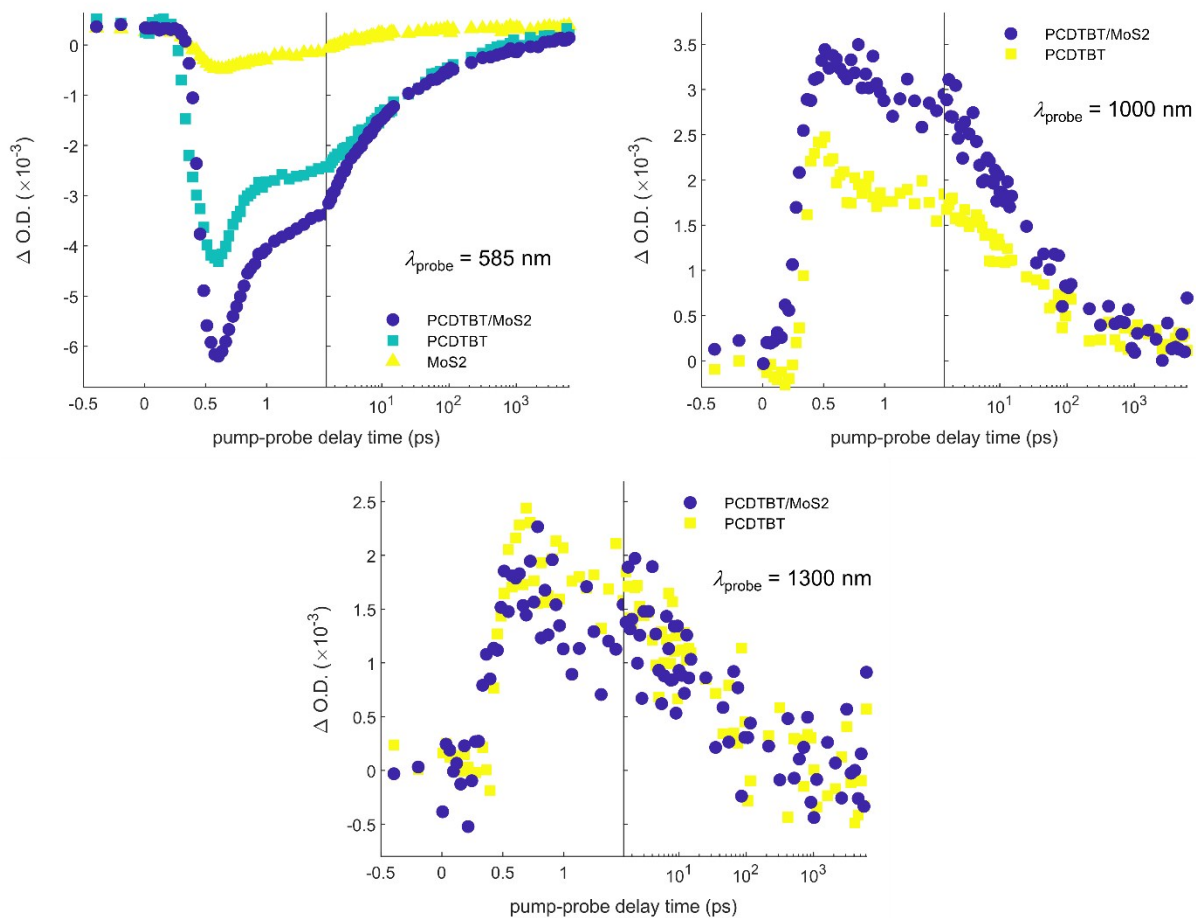 0
-1
-2
-3
-4
-5
-6
Δ O.D. (×10⁻³)
λprobe = 585 nm
PCDTBT/MoS2
PCDTBT
MoS2
-0.5 0 0.5 1 10¹ 10² 10³
pump-probe delay time (ps)
3.5
3
2.5
2
1.5
1
0.5
0
Δ O.D. (×10⁻³)
PCDTBT/MoS2
PCDTBT
λprobe = 1000 nm
-0.5 0 0.5 1 10¹ 10² 10³
pump-probe delay time (ps)
2.5
2
1.5
1
0.5
0
-0.5
Δ O.D. (×10⁻³)
PCDTBT/MoS2
PCDTBT
λprobe = 1300 nm
-0.5 0 0.5 1 10¹ 10² 10³
pump-probe delay time (ps)